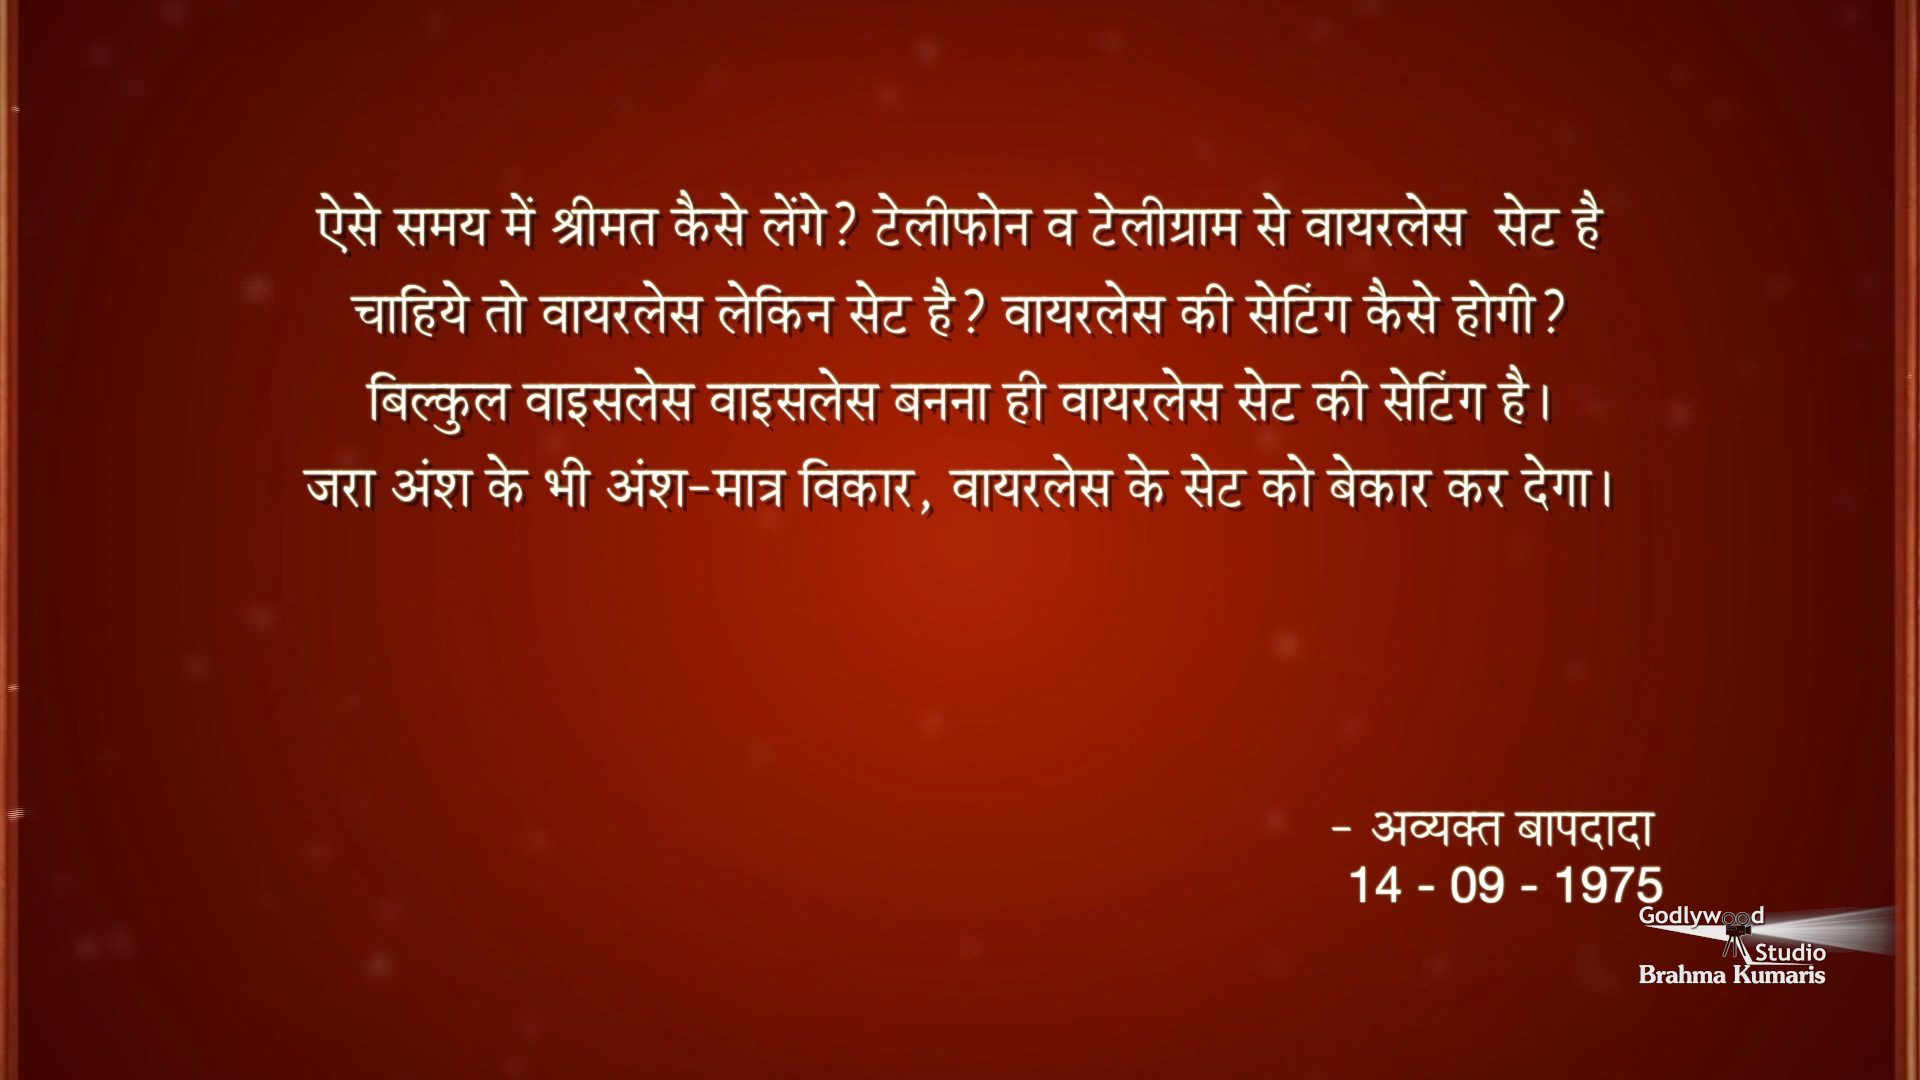 ऐसे समय में श्रीमत कैसे लेंगे? टेलीफोन व टेलीग्राम से वायरलेस सेट है
चाहिये तो वायरलेस लेकिन सेट है? वायरलेस की सेटिंग कैसे होगी?
बिल्कुल वाइसलेस वाइसलेस बनना ही वायरलेस सेट की सेटिंग है।
जरा अंश के भी अंश-मात्र विकार, वायरलेस के सेट को बेकार कर देगा।
- अव्यक्त बापदादा
14 - 09 - 1975
Godlywood
Studio
Brahma Kumaris